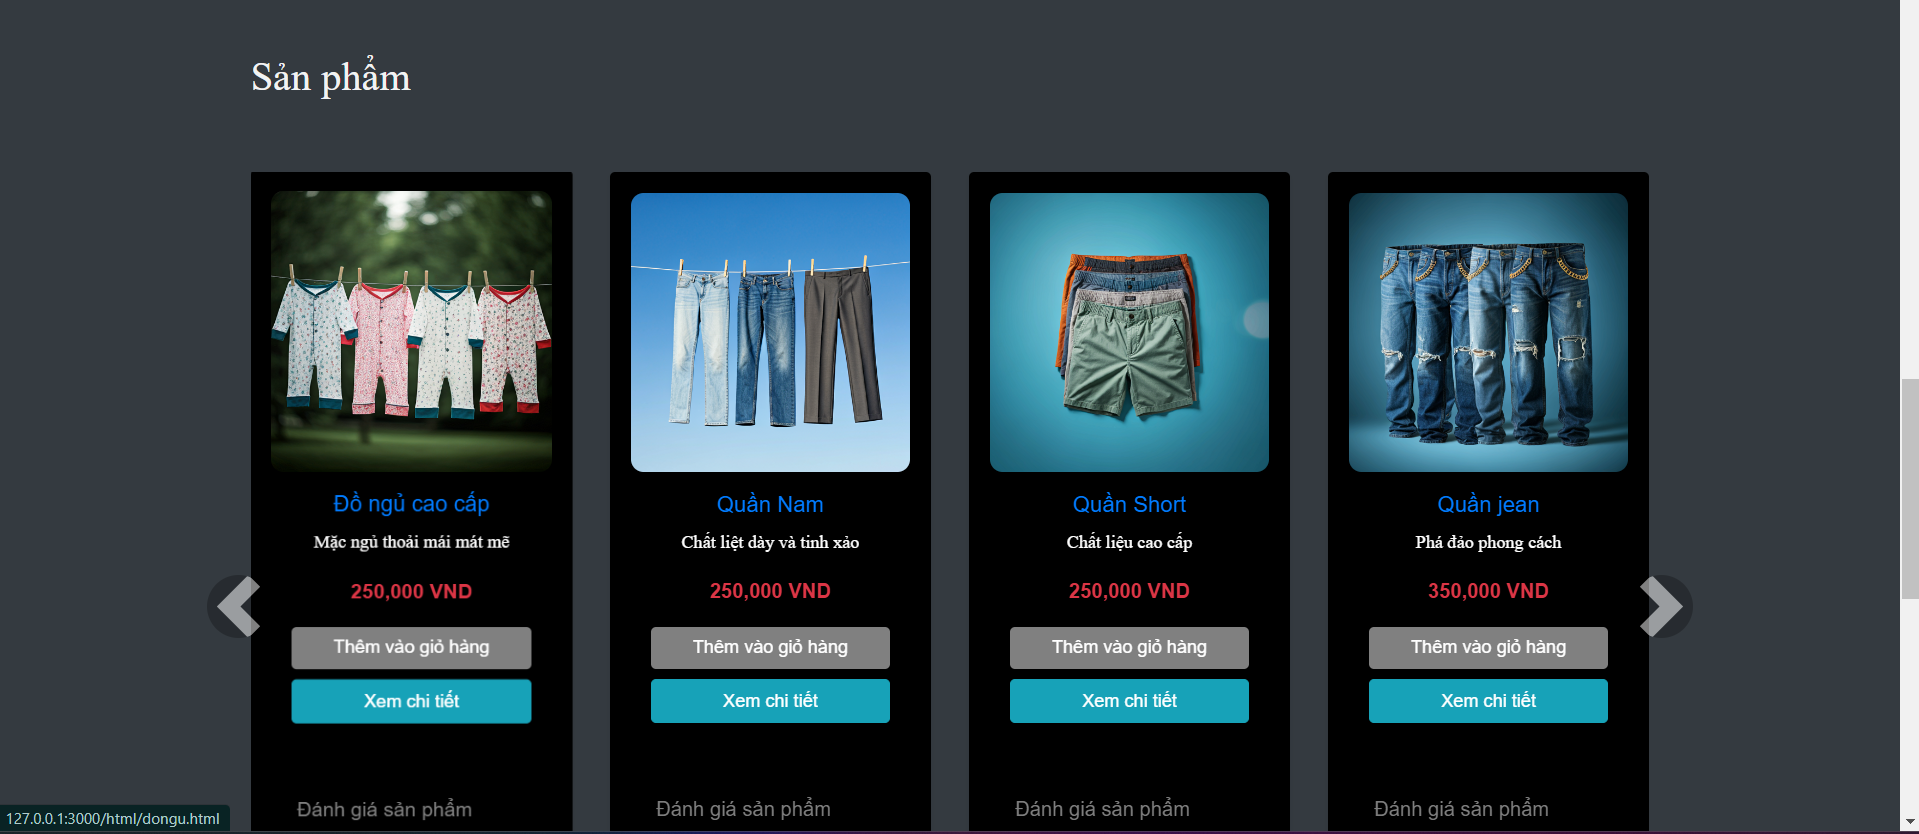 Sản phẩm
Đồ ngủ cao cấp
Mặc ngủ thoải mái mát mẽ
250,000 VND
Thêm vào giỏ hàng
Xem chi tiết
Đánh giá sản phẩm
Quần Nam
Chất liệt dày và tinh xảo
250,000 VND
Thêm vào giỏ hàng
Xem chi tiết
Đánh giá sản phẩm
Quần Short
Chất liệu cao cấp
250,000 VND
Thêm vào giỏ hàng
Xem chi tiết
Đánh giá sản phẩm
Quần jean
Phá đảo phong cách
350,000 VND
Thêm vào giỏ hàng
Xem chi tiết
Đánh giá sản phẩm
127.0.0.1:3000/html/dongu.html